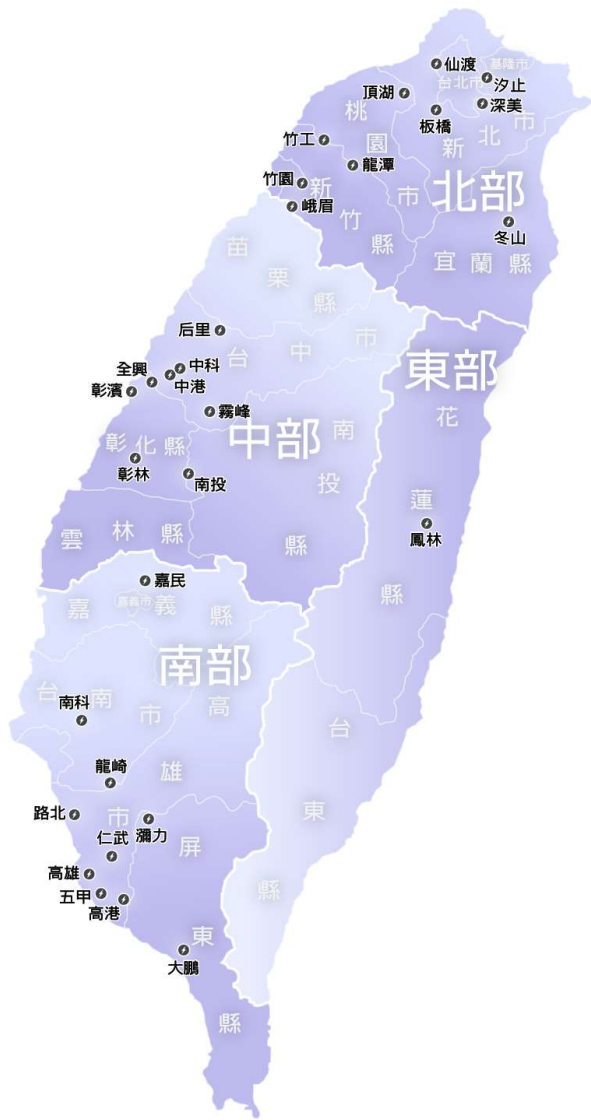 仙渡
基隆市
汐止
台北市
頂湖
深美
板橋
桃園市
新北市
竹工
龍潭
竹園
峨眉
新竹縣
北部
冬山
宜蘭縣
苗栗縣
后里
台中市
東部
全興
中科
中港
彰濱
霧峰
花蓮縣
中部
南投縣
彰化縣
彰林
南投
鳳林
雲林縣
嘉民
嘉義市
嘉義縣
南部
台南市
高雄市
南科
台東縣
龍崎
路北
瀰力
仁武
屏東縣
高雄
五甲
高港
大鵬